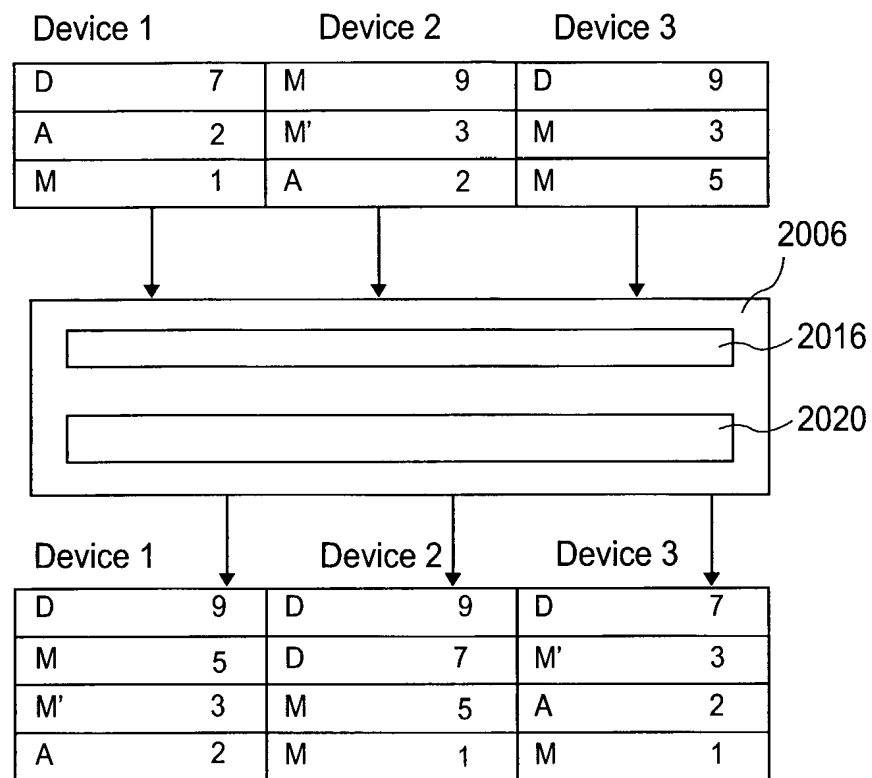 Device 1 Device 2 Device 3
D 7 M 9 D 9
A 2 M' 3 M 3
M 1 A 2 M 5
2006
2016
2020
Device 1 Device 2 Device 3
D 9 D 9 D 7
M 5 D 7 M' 3
M' 3 M 5 A 2
A 2 M 1 M 1